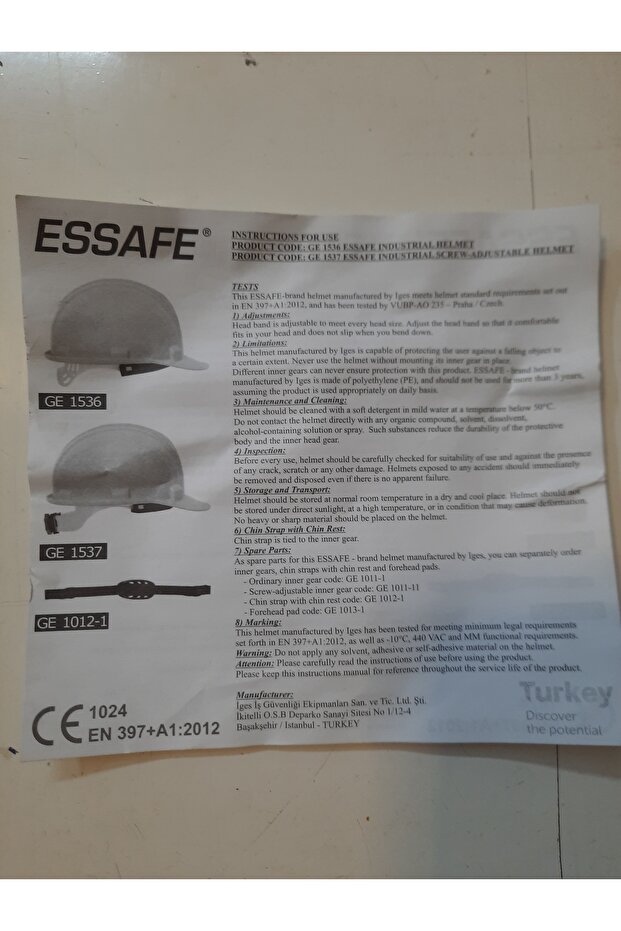 ESSAFE®
GE 1536
GE 1537
GE 1012-1
CE 1024
EN 397+A1:2012
INSTRUCTIONS FOR USE
PRODUCT CODE: GE 1536 ESSAFE INDUSTRIAL HELMET
PRODUCT CODE: GE 1537 ESSAFE INDUSTRIAL SCREW-ADJUSTABLE HELMET
TESTS
This ESSAFE-brand helmet manufactured by Iges meets helmet standard requirements set out
in EN 397+A1:2012, and has been tested by VUBP-AO 235 – Praha / Czech.
1) Adjustments:
Head band is adjustable to meet every head size. Adjust the head band so that it comfortable
fits in your head and does not slip when you bend down.
2) Limitations:
This helmet manufactured by Iges is capable of protecting the user against a falling object to
a certain extent. Never use the helmet without mounting its inner gear in place.
Different inner gears can never ensure protection with this product. ESSAFE - brand helmet
manufactured by Iges is made of polyethylene (PE), and should not be used for more than 3 years,
assuming the product is used appropriately on daily basis.
3) Maintenance and Cleaning:
Helmet should be cleaned with a soft detergent in mild water at a temperature below 50°C.
Do not contact the helmet directly with any organic compound, solvent, dissolvent,
alcohol-containing solution or spray. Such substances reduce the durability of the protective
body and the inner head gear.
4) Inspection:
Before every use, helmet should be carefully checked for suitability of use and against the presence
of any crack, scratch or any other damage. Helmets exposed to any accident should immediately
be removed and disposed even if there is no apparent failure.
5) Storage and Transport:
Helmet should be stored at normal room temperature in a dry and cool place. Helmet should not
be stored under direct sunlight, at a high temperature, or in condition that may cause deformation.
No heavy or sharp material should be placed on the helmet.
6) Chin Strap with Chin Rest:
Chin strap is tied to the inner gear.
7) Spare Parts:
As spare parts for this ESSAFE - brand helmet manufactured by Iges, you can separately order
inner gears, chin straps with chin rest and forehead pads.
- Ordinary inner gear code: GE 1011-1
- Screw-adjustable inner gear code: GE 1011-11
- Chin strap with chin rest code: GE 1012-1
- Forehead pad code: GE 1013-1
8) Marking:
This helmet manufactured by Iges has been tested for meeting minimum legal requirements
set forth in EN 397+A1:2012, as well as -10°C, 440 VAC and MM functional requirements.
Warning: Do not apply any solvent, adhesive or self-adhesive material on the helmet.
Attention: Please carefully read the instructions of use before using the product.
Please keep this instructions manual for reference throughout the service life of the product.
Manufacturer:
İges İş Güvenliği Ekipmanları San. ve Tic. Ltd. Şti.
İkitelli O.S.B Deparko Sanayi Sitesi No 1/12-4
Başakşehir / Istanbul - TURKEY
Turkey
Discover
the potential